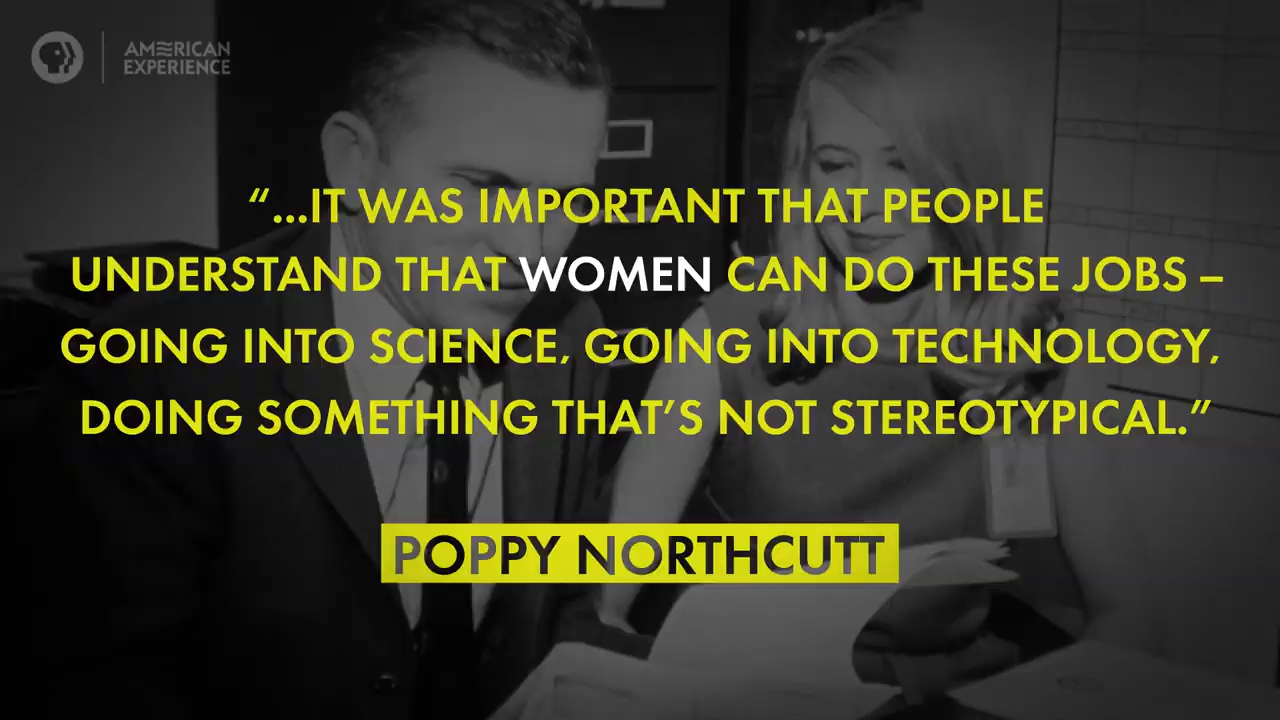 AMERICAN
EXPERIENCE
“...IT WAS IMPORTANT THAT PEOPLE
UNDERSTAND THAT WOMEN CAN DO THESE JOBS –
GOING INTO SCIENCE, GOING INTO TECHNOLOGY,
DOING SOMETHING THAT’S NOT STEREOTYPICAL.”
POPPY NORTHCUTT